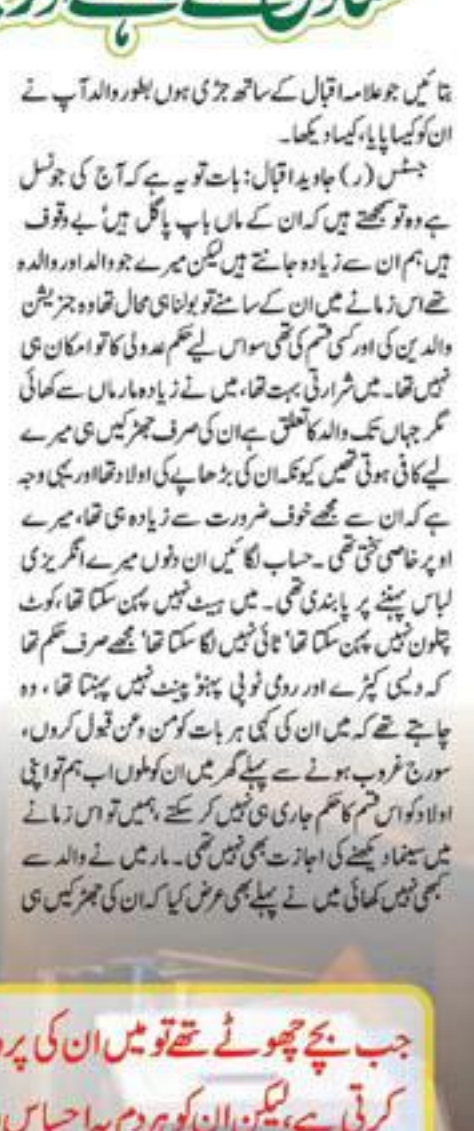 بتائیں جو علامہ اقبال کے ساتھ جڑی ہوں بطور والد آپ نے
ان کو کیسا پایا، کیسا دیکھا۔
جسٹس (ر) جاوید اقبال: بات تو یہ ہے کہ آج کی جو نسل
ہے وہ تو سمجھتے ہیں کہ ان کے ماں باپ پاگل ہیں، بے وقوف
ہیں ہم ان سے زیادہ جانتے ہیں لیکن میرے جو والد اور والدہ
تھے اس زمانے میں ان کے سامنے تو بولنا ہی محال تھا وہ جنریشن
والدین کی اور کسی قسم کی تھی سو اس لیے حکم عدولی کا تو امکان ہی
نہیں تھا۔ میں شرارتی بہت تھا، میں نے زیادہ مار ماں سے کھائی
مگر جہاں تک والد کا تعلق ہے ان کی صرف جھڑکیں ہی میرے
لیے کافی ہوتی تھیں کیونکہ ان کی بڑھاپے کی اولاد تھا اور یہی وجہ
ہے کہ ان سے مجھے خوف ضرورت سے زیادہ ہی تھا، میرے
اوپر خاصی سختی تھی۔ حساب لگائیں ان دنوں میرے انگریزی
لباس پہننے پر پابندی تھی۔ میں ہیٹ نہیں پہن سکتا تھا، کوٹ
پتلون نہیں پہن سکتا تھا' ٹائی نہیں لگا سکتا تھا' مجھے صرف حکم تھا
کہ دیسی کپڑے اور رومی ٹوپی پہنو' پینٹ نہیں پہننا تھا، وہ
چاہتے تھے کہ میں ان کی کہی ہر بات کو من و عن قبول کروں،
سورج غروب ہونے سے پہلے گھر میں ان کو ملوں اب ہم تو اپنی
اولاد کو اس قسم کا حکم جاری ہی نہیں کر سکتے، ہمیں تو اس زمانے
میں سینما دیکھنے کی اجازت بھی نہیں تھی۔ مار میں نے والد سے
کبھی نہیں کھائی میں نے پہلے بھی عرض کیا کہ ان کی جھڑکیں ہی
جب بچے چھوٹے تھے تو میں ان کی
کرتی ہے، لیکن ان کو ہر دم یہ احساس